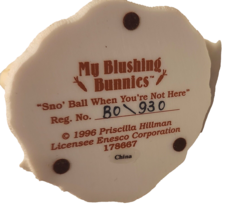 My Blushing
Bunnies™
"Sno' Ball When You're Not Here"
Reg. No. 80\930
© 1996 Priscilla Hillman
Licensee Enesco Corporation
178667
China